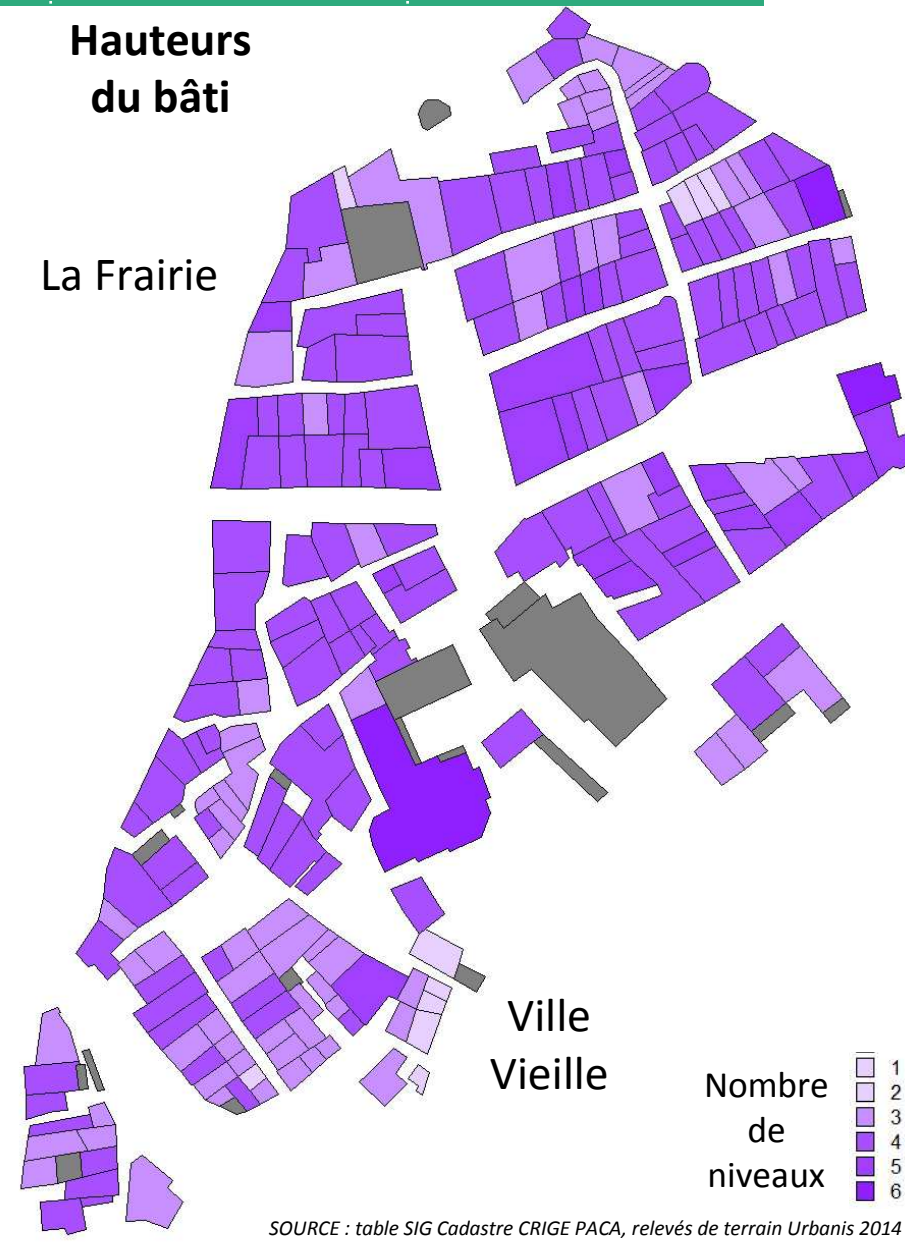 Hauteurs
du bâti
La Frairie
Ville
Vieille
Nombre
de
niveaux
1
2
3
4
5
6
SOURCE : table SIG Cadastre CRIGE PACA, relevés de terrain Urbanis 2014